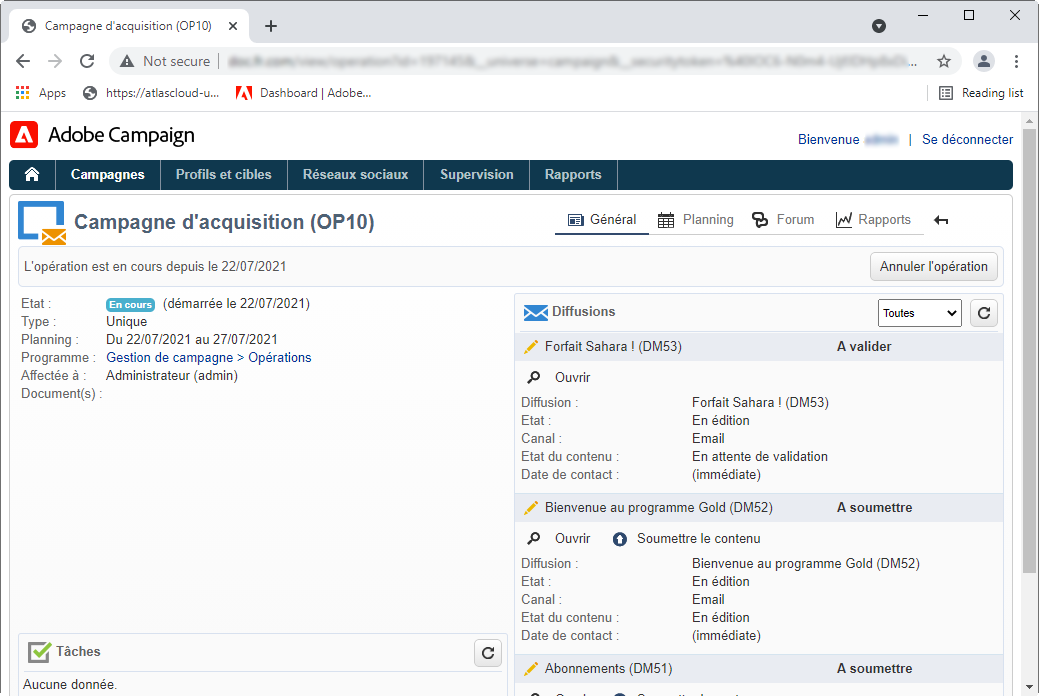 Campagne d'acquisition (OP10)
Not secure
Apps
https://atlascloud-u...
Dashboard | Adobe...
Reading list
Adobe Campaign
Bienvenue
| Se déconnecter
Campagnes
Profils et cibles
Réseaux sociaux
Supervision
Rapports
Campagne d'acquisition (OP10)
Général
Planning
Forum
Rapports
L'opération est en cours depuis le 22/07/2021
Annuler l'opération
Etat : En cours (démarrée le 22/07/2021)
Type : Unique
Planning : Du 22/07/2021 au 27/07/2021
Programme : Gestion de campagne > Opérations
Affectée à : Administrateur (admin)
Document(s) :
Diffusions
Toutes
Forfait Sahara ! (DM53) A valider
Ouvrir
Diffusion : Forfait Sahara ! (DM53)
Etat : En édition
Canal : Email
Etat du contenu : En attente de validation
Date de contact : (immédiate)
Bienvenue au programme Gold (DM52) A soumettre
Ouvrir Soumettre le contenu
Diffusion : Bienvenue au programme Gold (DM52)
Etat : En édition
Canal : Email
Etat du contenu : En édition
Date de contact : (immédiate)
Abonnements (DM51) A soumettre
Tâches
Aucune donnée.